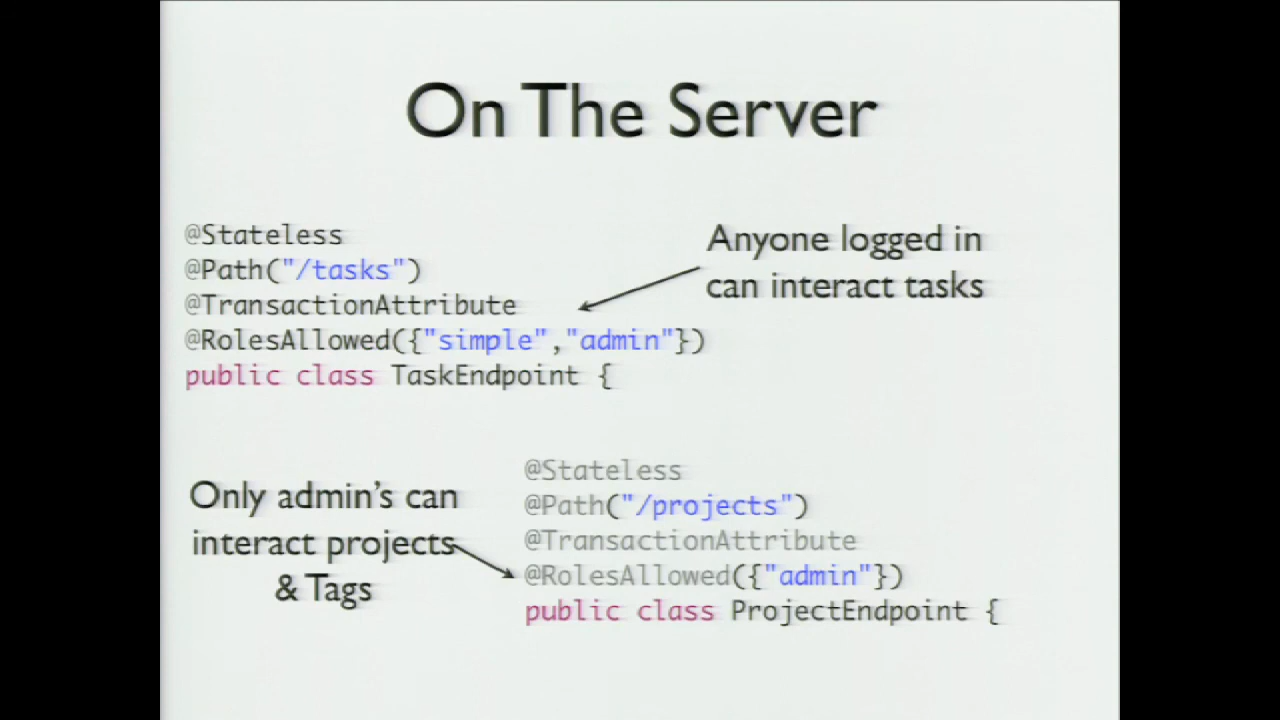 On The Server
@Stateless
@Path("/tasks")
@TransactionAttribute
@RolesAllowed({"simple","admin"})
public class TaskEndpoint {
Anyone logged in
can interact tasks
Only admin's can
interact projects
& Tags
@Stateless
@Path("/projects")
@TransactionAttribute
@RolesAllowed({"admin"})
public class ProjectEndpoint {